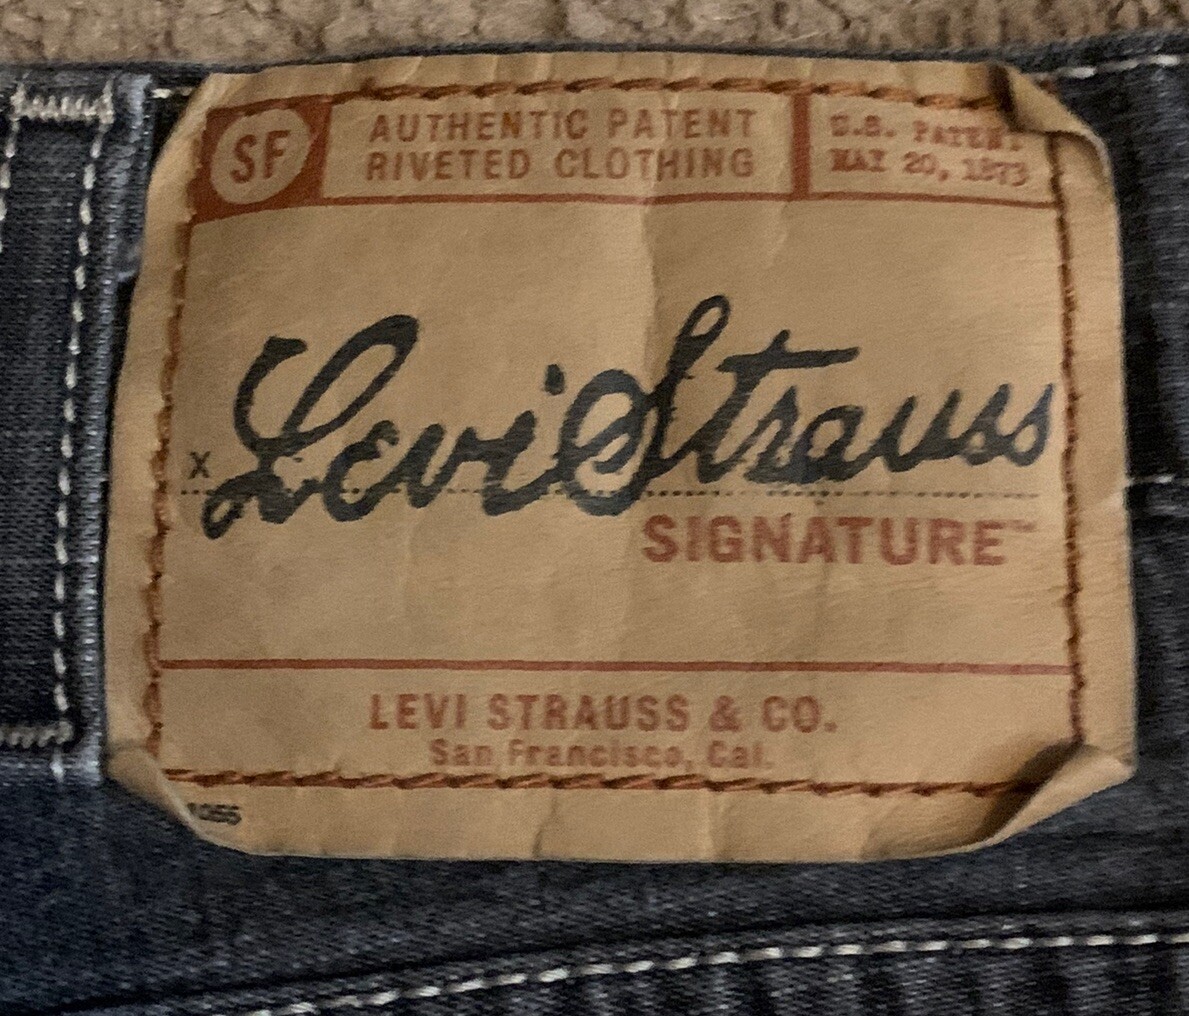 SF
AUTHENTIC PATENT
RIVETED CLOTHING
U.S. PATENT
MAY 20, 1873
x Levi Strauss
SIGNATURE™
LEVI STRAUSS & CO.
San Francisco, Cal.